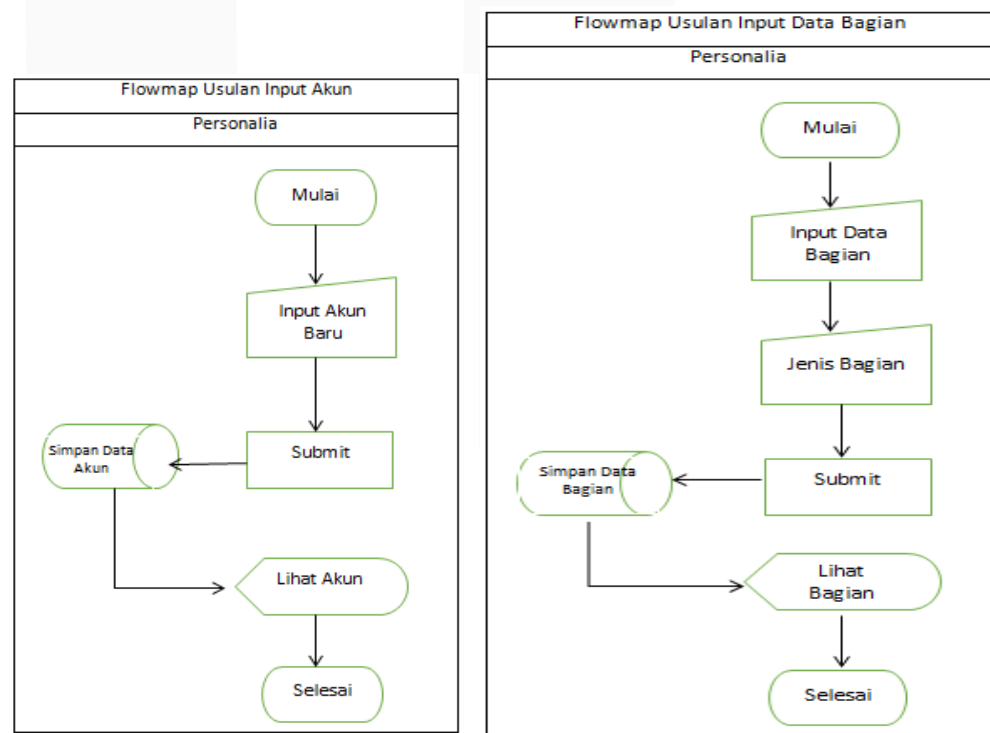 Flowmap Usulan Input Akun
Personalia
Mulai
Input Akun
Baru
Submit
Simpan Data
Akun
Lihat Akun
Selesai
Flowmap Usulan Input Data Bagian
Personalia
Mulai
Input Data
Bagian
Jenis Bagian
Submit
Simpan Data
Bagian
Lihat
Bagian
Selesai